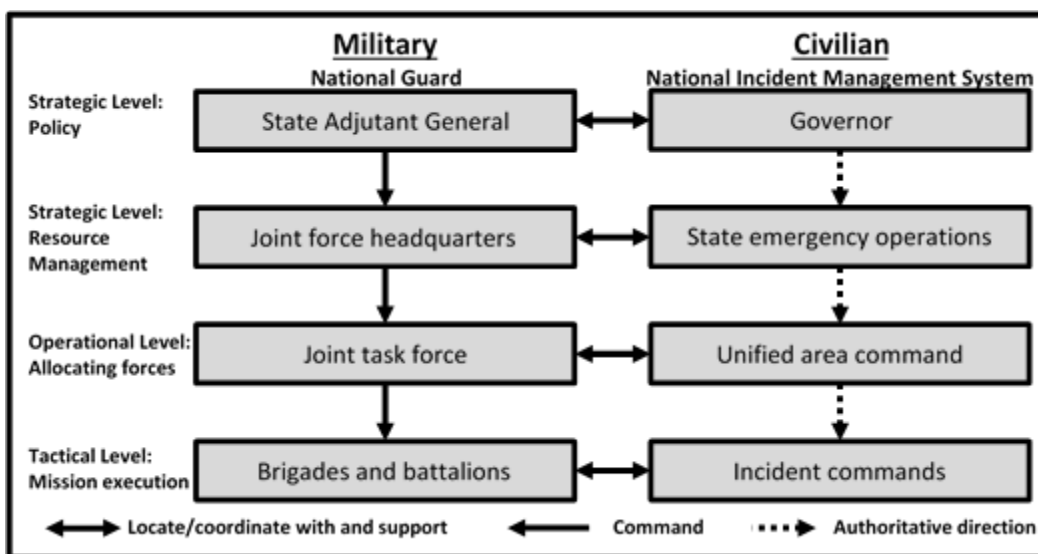 Military
Civilian
National Guard
National Incident Management System
Strategic Level:
Policy
State Adjutant General
Governor
Strategic Level:
Resource
Management
Joint force headquarters
State emergency operations
Operational Level:
Allocating forces
Joint task force
Unified area command
Tactical Level:
Mission execution
Brigades and battalions
Incident commands
Locate/coordinate with and support
Command
Authoritative direction